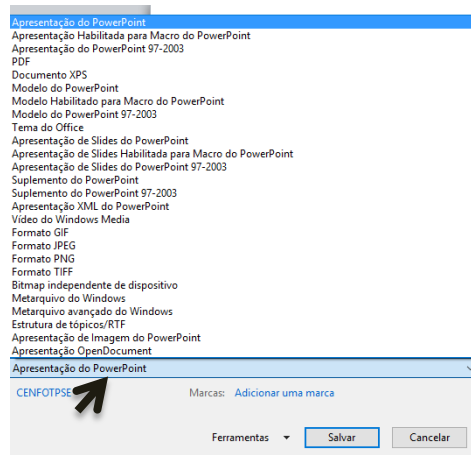 Apresentação do PowerPoint
Apresentação Habilitada para Macro do PowerPoint
Apresentação do PowerPoint 97-2003
PDF
Documento XPS
Modelo do PowerPoint
Modelo Habilitado para Macro do PowerPoint
Modelo do PowerPoint 97-2003
Tema do Office
Apresentação de Slides do PowerPoint
Apresentação de Slides Habilitada para Macro do PowerPoint
Apresentação de Slides do PowerPoint 97-2003
Suplemento do PowerPoint
Suplemento do PowerPoint 97-2003
Apresentação XML do PowerPoint
Vídeo do Windows Media
Formato GIF
Formato JPEG
Formato PNG
Formato TIFF
Bitmap independente de dispositivo
Metarquivo do Windows
Metarquivo avançado do Windows
Estrutura de tópicos/RTF
Apresentação de Imagem do PowerPoint
Apresentação OpenDocument
Apresentação do PowerPoint
CENFOTPSE Marcas: Adicionar uma marca
Ferramentas Salvar Cancelar